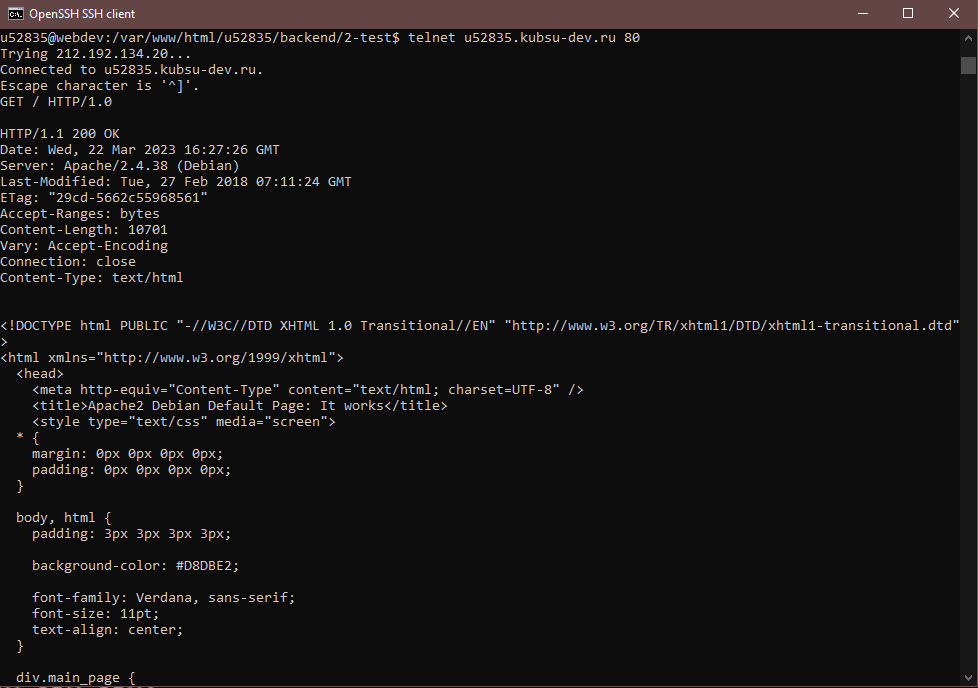 OpenSSH SSH client
u52835@webdev:/var/www/html/u52835/backend/2-test$ telnet u52835.kubsu-dev.ru 80
Trying 212.192.134.20...
Connected to u52835.kubsu-dev.ru.
Escape character is '^]'.
GET / HTTP/1.0

HTTP/1.1 200 OK
Date: Wed, 22 Mar 2023 16:27:26 GMT
Server: Apache/2.4.38 (Debian)
Last-Modified: Tue, 27 Feb 2018 07:11:24 GMT
ETag: "29cd-5662c55968561"
Accept-Ranges: bytes
Content-Length: 10701
Vary: Accept-Encoding
Connection: close
Content-Type: text/html


<!DOCTYPE html PUBLIC "-//W3C//DTD XHTML 1.0 Transitional//EN" "http://www.w3.org/TR/xhtml1/DTD/xhtml1-transitional.dtd"
>
<html xmlns="http://www.w3.org/1999/xhtml">
  <head>
    <meta http-equiv="Content-Type" content="text/html; charset=UTF-8" />
    <title>Apache2 Debian Default Page: It works</title>
    <style type="text/css" media="screen">
  * {
    margin: 0px 0px 0px 0px;
    padding: 0px 0px 0px 0px;
  }

  body, html {
    padding: 3px 3px 3px 3px;

    background-color: #D8DBE2;

    font-family: Verdana, sans-serif;
    font-size: 11pt;
    text-align: center;
  }

  div.main_page {